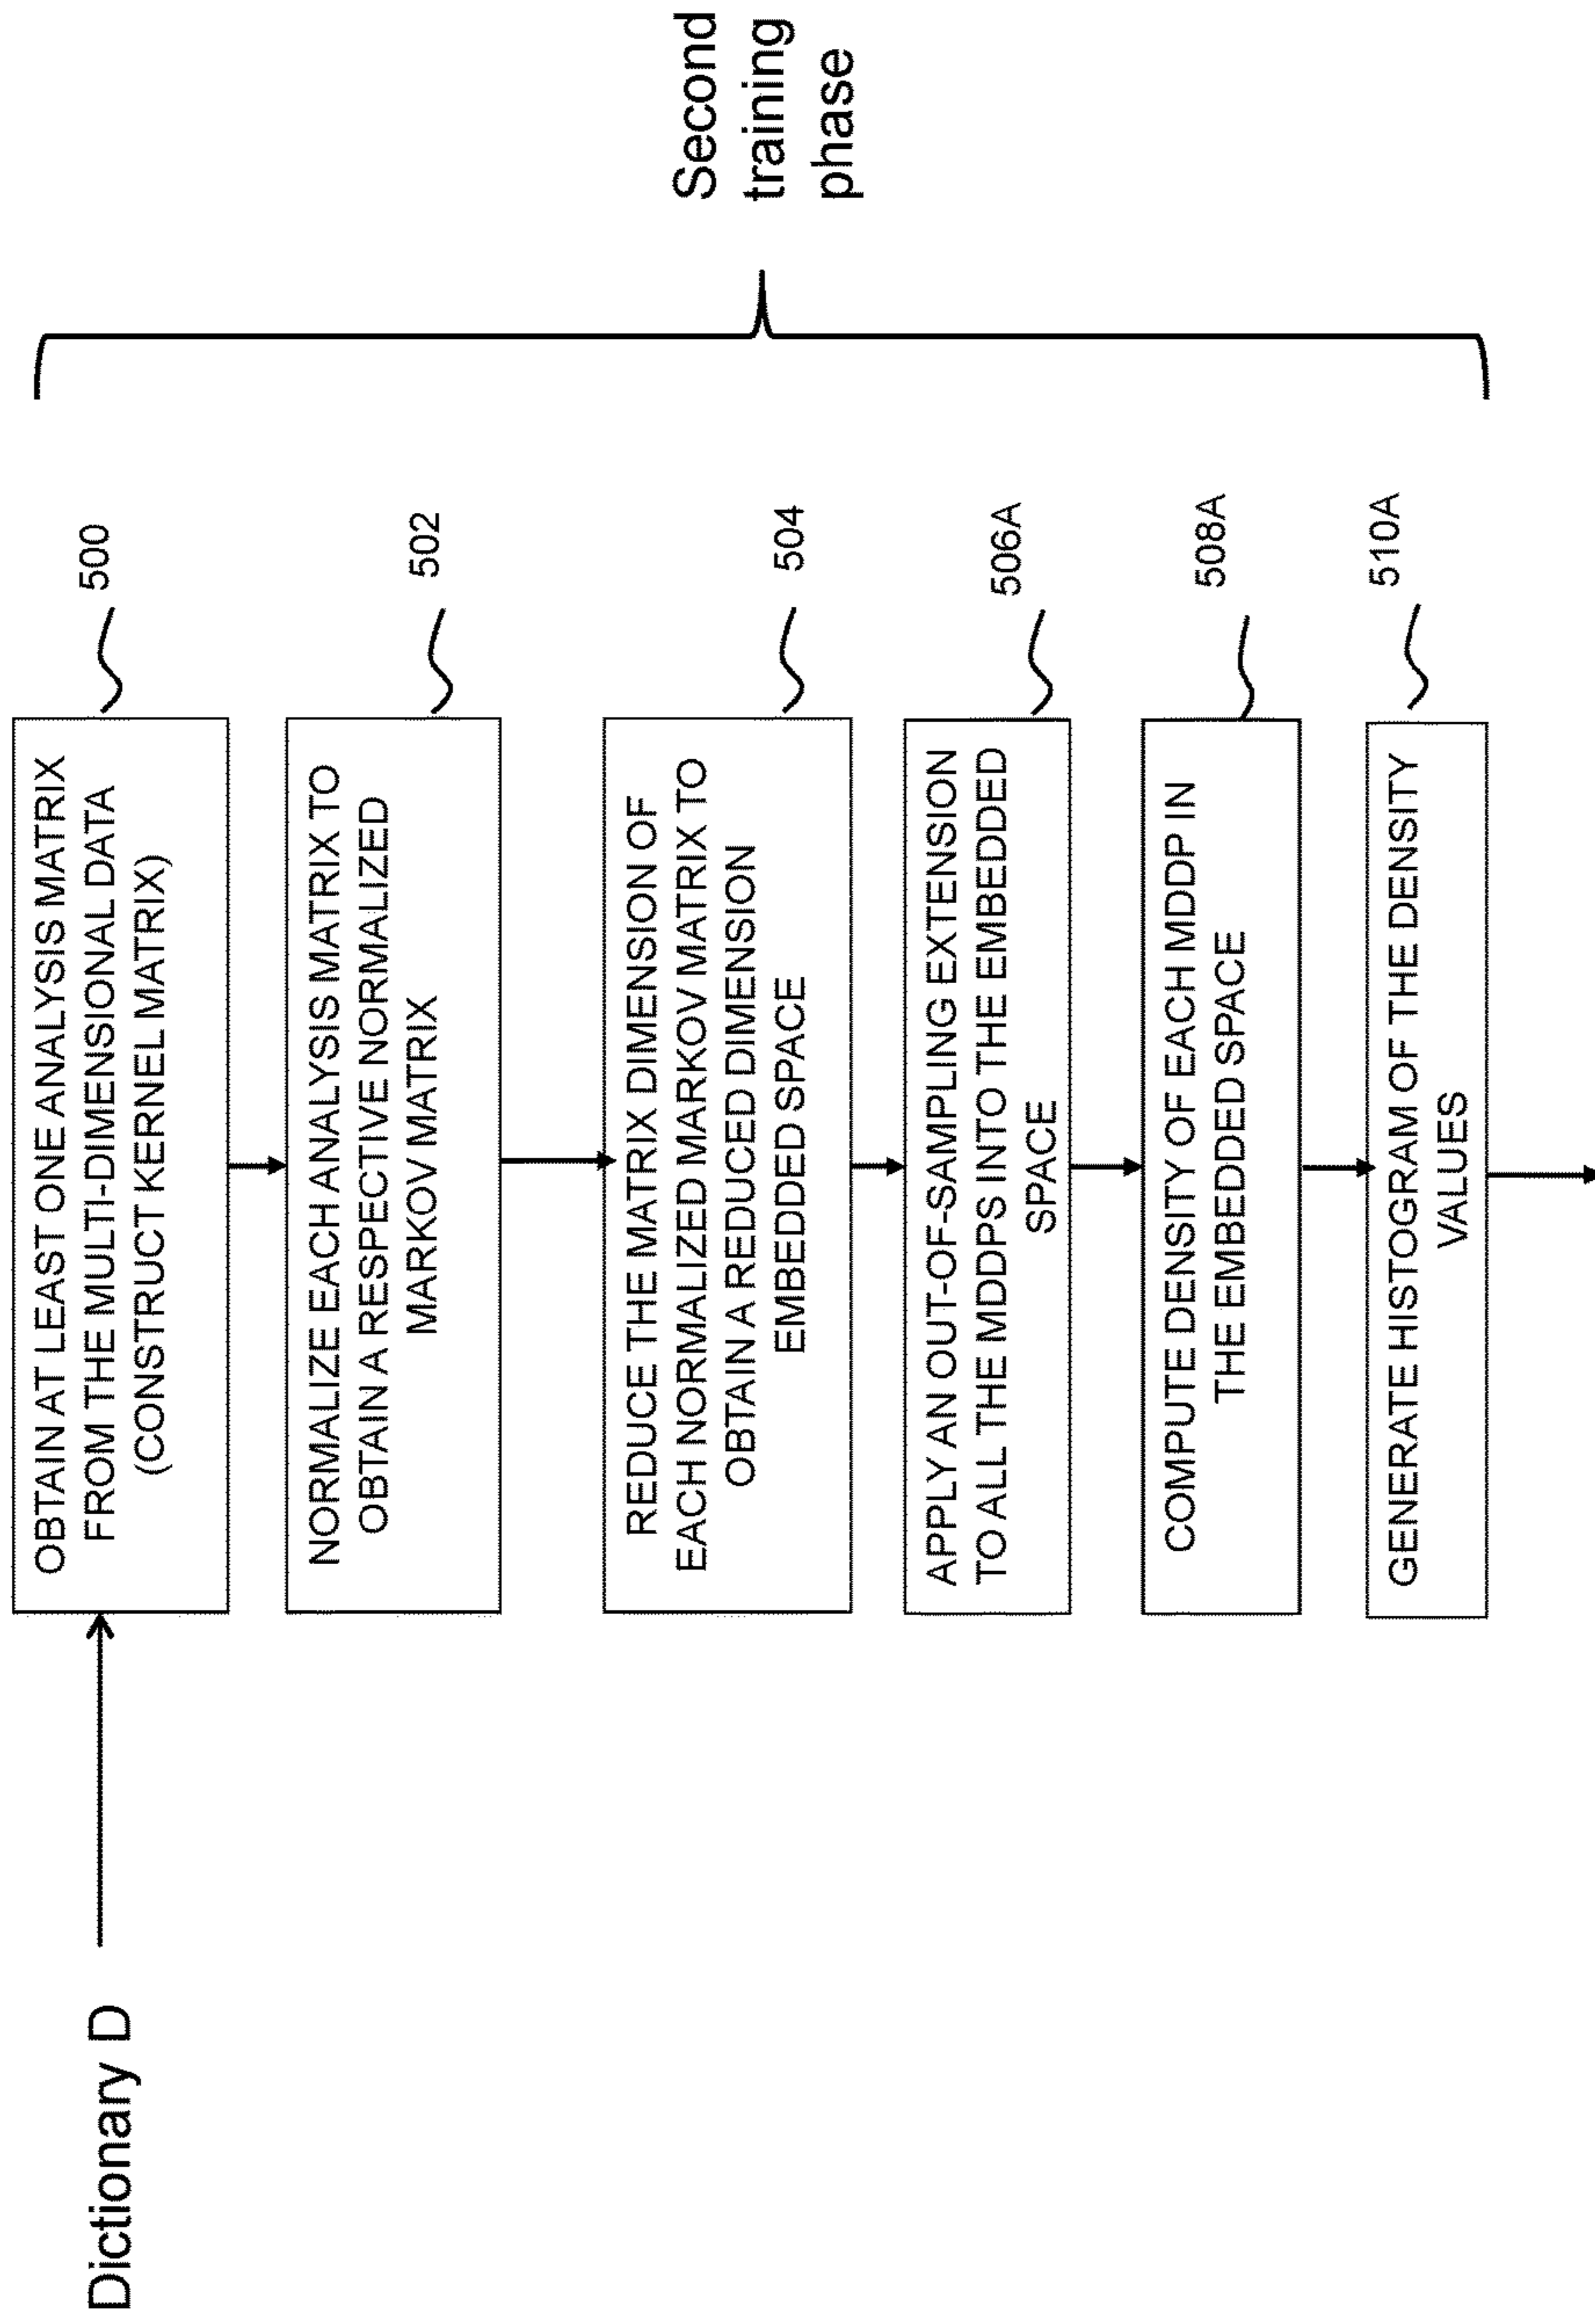 Dictionary D
OBTAIN AT LEAST ONE ANALYSIS MATRIX
FROM THE MULTI-DIMENSIONAL DATA
(CONSTRUCT KERNEL MATRIX)
500
NORMALIZE EACH ANALYSIS MATRIX TO
OBTAIN A RESPECTIVE NORMALIZED
MARKOV MATRIX
502
REDUCE THE MATRIX DIMENSION OF
EACH NORMALIZED MARKOV MATRIX TO
OBTAIN A REDUCED DIMENSION
EMBEDDED SPACE
504
APPLY AN OUT-OF-SAMPLING EXTENSION
TO ALL THE MDDPS INTO THE EMBEDDED
SPACE
506A
COMPUTE DENSITY OF EACH MDDP IN
THE EMBEDDED SPACE
508A
GENERATE HISTOGRAM OF THE DENSITY
VALUES
510A
Second
training
phase